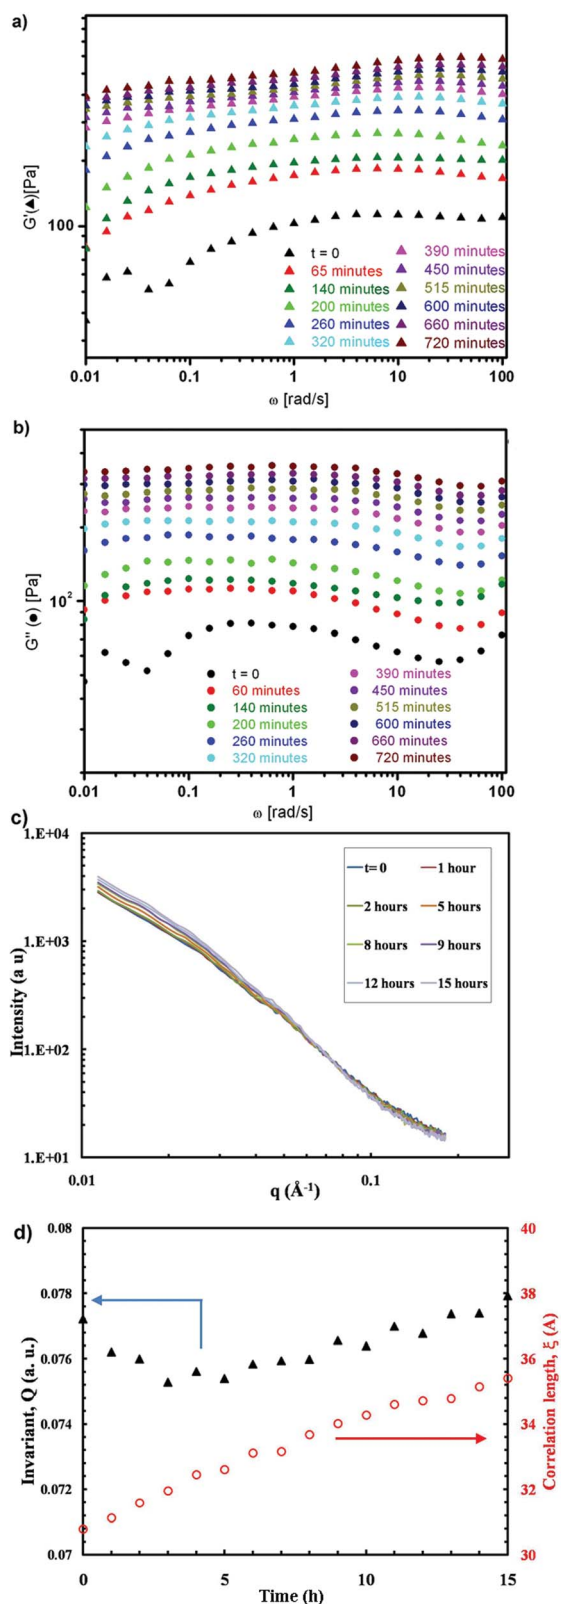 a)
G'(▲)[Pa]
100
t = 0
65 minutes
140 minutes
200 minutes
260 minutes
320 minutes
390 minutes
450 minutes
515 minutes
600 minutes
660 minutes
720 minutes
0.01 0.1 1 10 100
ω [rad/s]
b)
G" (●) [Pa]
10²
t = 0
60 minutes
140 minutes
200 minutes
260 minutes
320 minutes
390 minutes
450 minutes
515 minutes
600 minutes
660 minutes
720 minutes
0.01 0.1 1 10 100
ω [rad/s]
c)
Intensity (a u)
1.E+04
1.E+03
1.E+02
1.E+01
t= 0 1 hour
2 hours 5 hours
8 hours 9 hours
12 hours 15 hours
0.01 0.1
q (Å⁻¹)
d)
Invariant, Q (a. u.)
0.08
0.078
0.076
0.074
0.072
0.07
0 5 10 15
Time (h)
40
38
36
34
32
30
Correlation length, ξ (A)